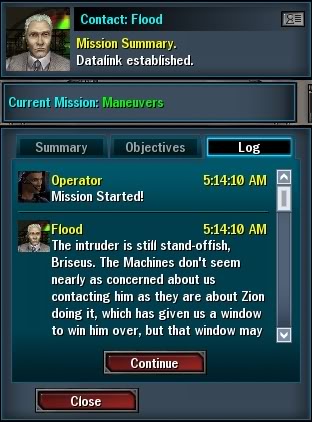 Contact: Flood
Mission Summary.
Datalink established.
Current Mission: Maneuvers
Summary Objectives Log
Operator 5:14:10 AM
Mission Started!
Flood 5:14:10 AM
The intruder is still stand-offish,
Briseus. The Machines don't seem
nearly as concerned about us
contacting him as they are about Zion
doing it, which has given us a window
to win him over, but that window may
Continue
Close